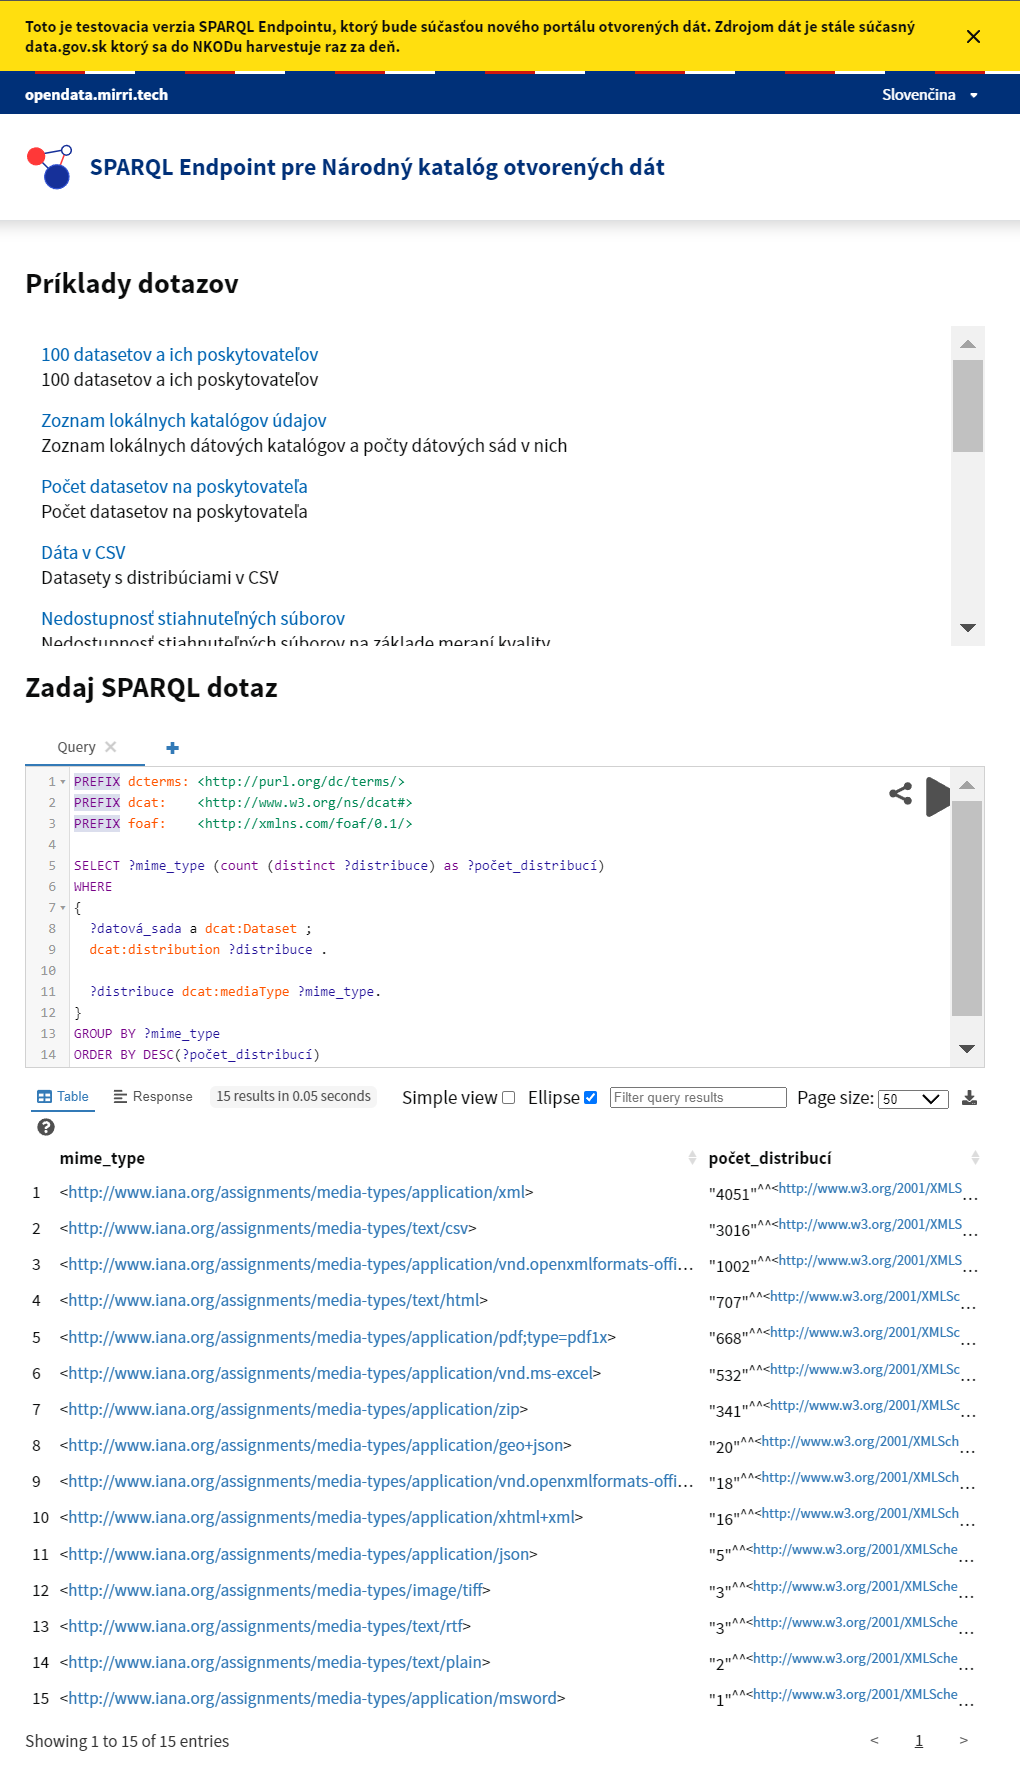 Toto je testovacia verzia SPARQL Endpointu, ktorý bude súčasťou nového portálu otvorených dát. Zdrojom dát je stále súčasný
data.gov.sk ktorý sa do NKODu harvestuje raz za deň.
opendata.mirri.tech
Slovenčina
SPARQL Endpoint pre Národný katalóg otvorených dát
Príklady dotazov
100 datasetov a ich poskytovateľov
100 datasetov a ich poskytovateľov
Zoznam lokálnych katalógov údajov
Zoznam lokálnych dátových katalógov a počty dátových sád v nich
Počet datasetov na poskytovateľa
Počet datasetov na poskytovateľa
Dáta v CSV
Datasety s distribúciami v CSV
Nedostupnosť stiahnuteľných súborov
Nedostupnosť stiahnuteľných súborov na základe meraní kvality
Zadaj SPARQL dotaz
Query
1 PREFIX dcterms: <http://purl.org/dc/terms/>
2 PREFIX dcat: <http://www.w3.org/ns/dcat#>
3 PREFIX foaf: <http://xmlns.com/foaf/0.1/>
4
5 SELECT ?mime_type (count (distinct ?distribuce) as ?počet_distribucí)
6 WHERE
7 {
8 ?datová_sada a dcat:Dataset ;
9 dcat:distribution ?distribuce .
10
11 ?distribuce dcat:mediaType ?mime_type.
12 }
13 GROUP BY ?mime_type
14 ORDER BY DESC(?počet_distribucí)
Table Response 15 results in 0.05 seconds Simple view Ellipse Filter query results Page size: 50
mime_type počet_distribucí
1 <http://www.iana.org/assignments/media-types/application/xml> "4051"^^<http://www.w3.org/2001/XMLS...
2 <http://www.iana.org/assignments/media-types/text/csv> "3016"^^<http://www.w3.org/2001/XMLS...
3 <http://www.iana.org/assignments/media-types/application/vnd.openxmlformats-offi... "1002"^^<http://www.w3.org/2001/XMLS...
4 <http://www.iana.org/assignments/media-types/text/html> "707"^^<http://www.w3.org/2001/XMLSc...
5 <http://www.iana.org/assignments/media-types/application/pdf;type=pdf1x> "668"^^<http://www.w3.org/2001/XMLSc...
6 <http://www.iana.org/assignments/media-types/application/vnd.ms-excel> "532"^^<http://www.w3.org/2001/XMLSc...
7 <http://www.iana.org/assignments/media-types/application/zip> "341"^^<http://www.w3.org/2001/XMLSc...
8 <http://www.iana.org/assignments/media-types/application/geo+json> "20"^^<http://www.w3.org/2001/XMLSch...
9 <http://www.iana.org/assignments/media-types/application/vnd.openxmlformats-offi... "18"^^<http://www.w3.org/2001/XMLSch...
10 <http://www.iana.org/assignments/media-types/application/xhtml+xml> "16"^^<http://www.w3.org/2001/XMLSch...
11 <http://www.iana.org/assignments/media-types/application/json> "5"^^<http://www.w3.org/2001/XMLSche...
12 <http://www.iana.org/assignments/media-types/image/tiff> "3"^^<http://www.w3.org/2001/XMLSche...
13 <http://www.iana.org/assignments/media-types/text/rtf> "3"^^<http://www.w3.org/2001/XMLSche...
14 <http://www.iana.org/assignments/media-types/text/plain> "2"^^<http://www.w3.org/2001/XMLSche...
15 <http://www.iana.org/assignments/media-types/application/msword> "1"^^<http://www.w3.org/2001/XMLSche...
Showing 1 to 15 of 15 entries < 1 >